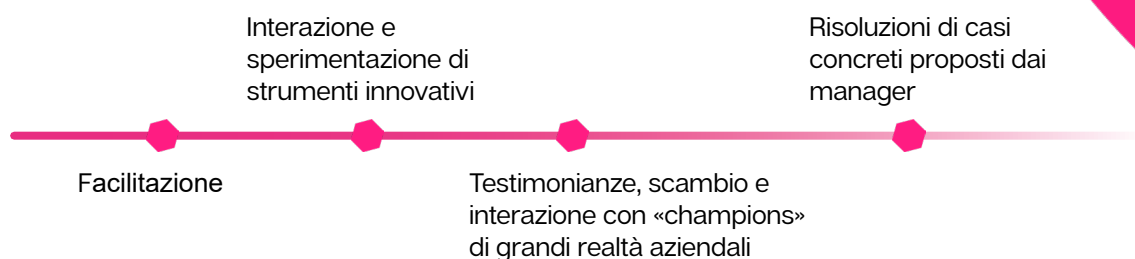 Interazione e
sperimentazione di
strumenti innovativi
Risoluzioni di casi
concreti proposti dai
manager
Facilitazione
Testimonianze, scambio e
interazione con «champions»
di grandi realtà aziendali